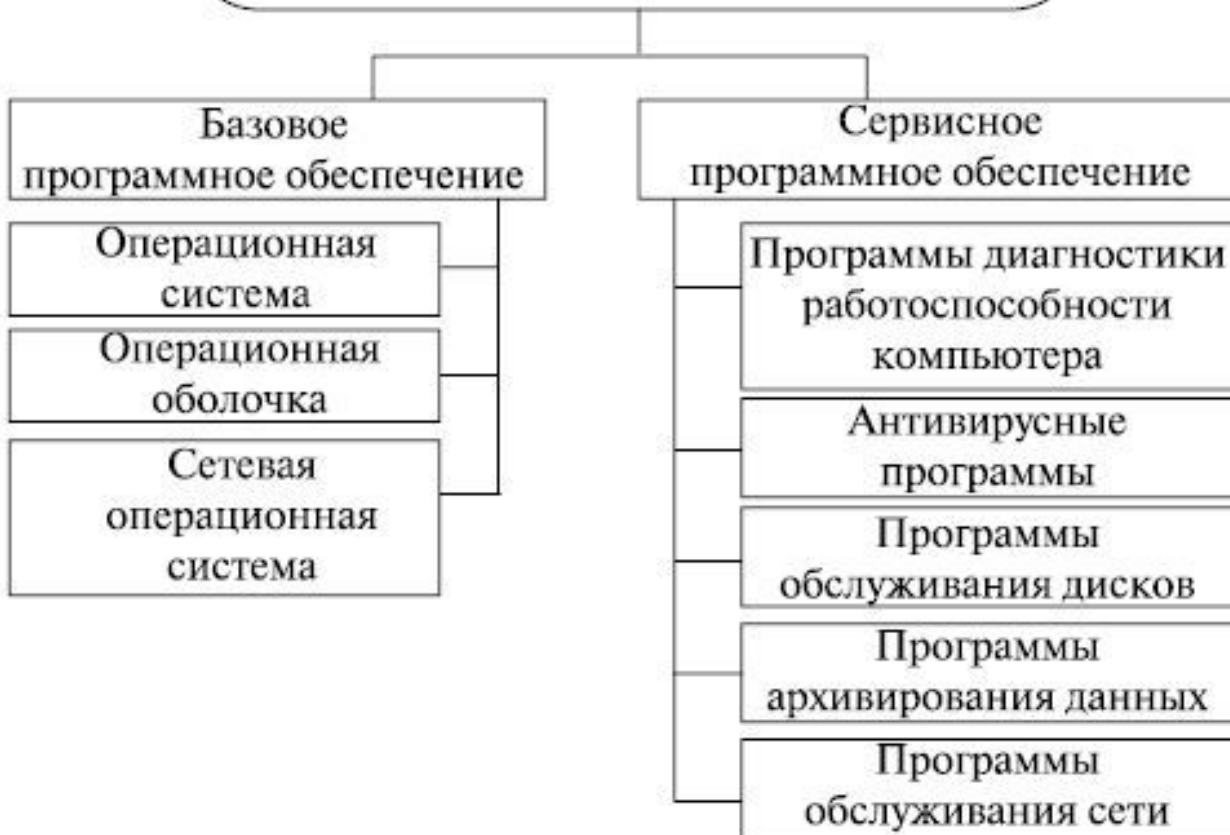 Базовое
программное обеспечение
Операционная
система
Операционная
оболочка
Сетевая
операционная
система
Сервисное
программное обеспечение
Программы диагностики
работоспособности
компьютера
Антивирусные
программы
Программы
обслуживания дисков
Программы
архивирования данных
Программы
обслуживания сети